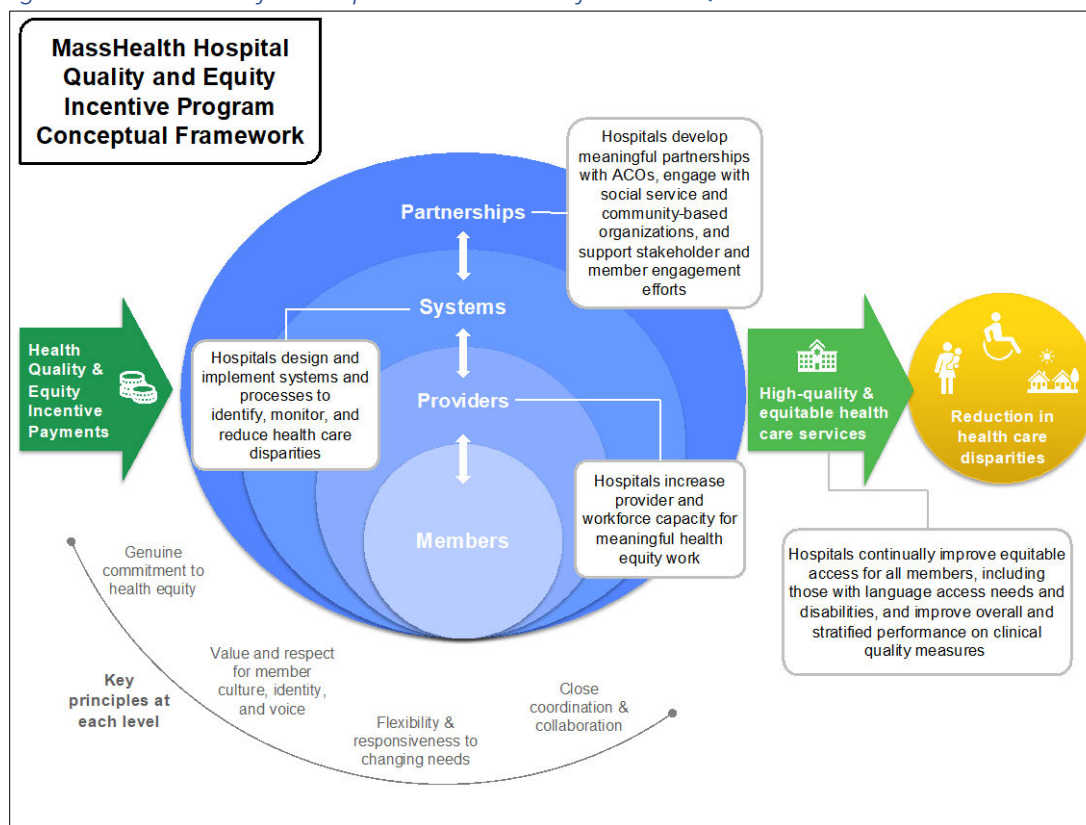 MassHealth Hospital
Quality and Equity
Incentive Program
Conceptual Framework
Hospitals develop
meaningful partnerships
with ACOs, engage with
social service and
community-based
organizations, and
support stakeholder and
member engagement
efforts
Partnerships
Systems
Providers
Members
Health
Quality &
Equity
Incentive
Payments
Hospitals design and
implement systems and
processes to
identify, monitor, and
reduce health care
disparities
Hospitals increase
provider and
workforce capacity for
meaningful health
equity work
High-quality &
equitable health
care services
Reduction in
health care
disparities
Hospitals continually improve equitable
access for all members, including
those with language access needs and
disabilities, and improve overall and
stratified performance on clinical
quality measures
Key
principles at
each level
Genuine
commitment to
health equity
Value and respect
for member
culture, identity,
and voice
Flexibility &
responsiveness to
changing needs
Close
coordination &
collaboration